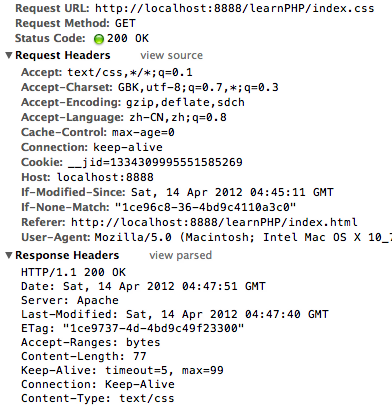 Request URL: http://localhost:8888/learnPHP/index.css
Request Method: GET
Status Code: 200 OK
▼Request Headers view source
Accept: text/css,*/*;q=0.1
Accept-Charset: GBK,utf-8;q=0.7,*;q=0.3
Accept-Encoding: gzip,deflate,sdch
Accept-Language: zh-CN,zh;q=0.8
Cache-Control: max-age=0
Connection: keep-alive
Cookie: __jid=1334309995551585269
Host: localhost:8888
If-Modified-Since: Sat, 14 Apr 2012 04:45:11 GMT
If-None-Match: "1ce96c8-36-4bd9c4110a3c0"
Referer: http://localhost:8888/learnPHP/index.html
User-Agent: Mozilla/5.0 (Macintosh; Intel Mac OS X 10_7
▼Response Headers view parsed
HTTP/1.1 200 OK
Date: Sat, 14 Apr 2012 04:47:51 GMT
Server: Apache
Last-Modified: Sat, 14 Apr 2012 04:47:40 GMT
ETag: "1ce9737-4d-4bd9c49f23300"
Accept-Ranges: bytes
Content-Length: 77
Keep-Alive: timeout=5, max=99
Connection: Keep-Alive
Content-Type: text/css